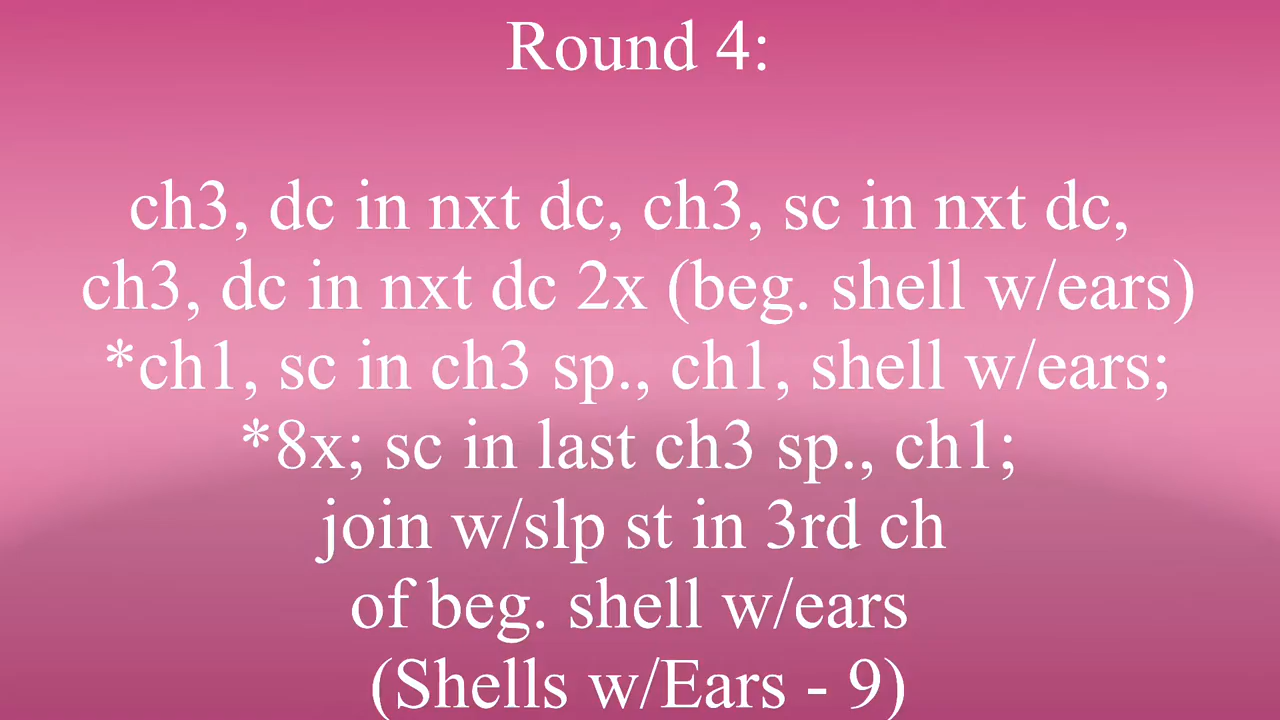 Round 4:
ch3, dc in nxt dc, ch3, sc in nxt dc,
ch3, dc in nxt dc 2x (beg. shell w/ears)
*ch1, sc in ch3 sp., ch1, shell w/ears;
*8x; sc in last ch3 sp., ch1;
join w/slp st in 3rd ch
of beg. shell w/ears
(Shells w/Ears - 9)